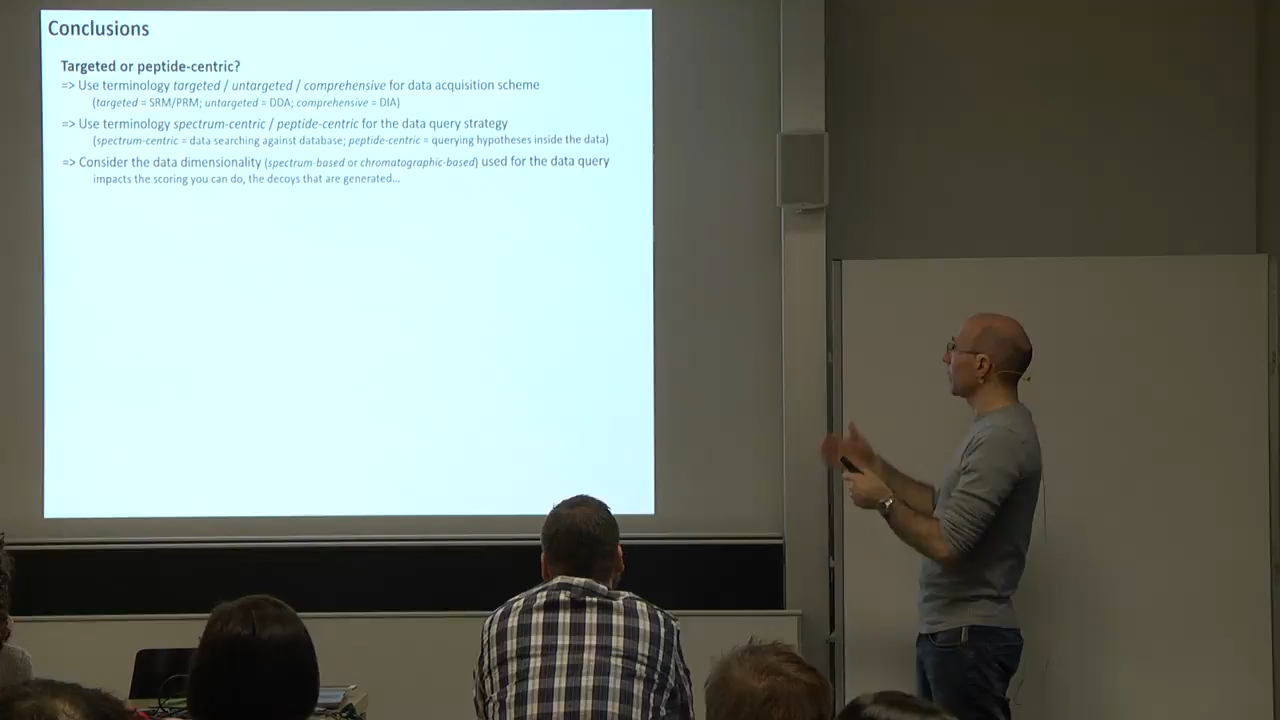 Conclusions
Targeted or peptide-centric?
=> Use terminology targeted / untargeted / comprehensive for data acquisition scheme
(targeted = SRM/PRM; untargeted = DDA; comprehensive = DIA)
=> Use terminology spectrum-centric / peptide-centric for the data query strategy
(spectrum-centric = data searching against database; peptide-centric = querying hypotheses inside the data)
=> Consider the data dimensionality (spectrum-based or chromatographic-based) used for the data query
impacts the scoring you can do, the decoys that are generated...